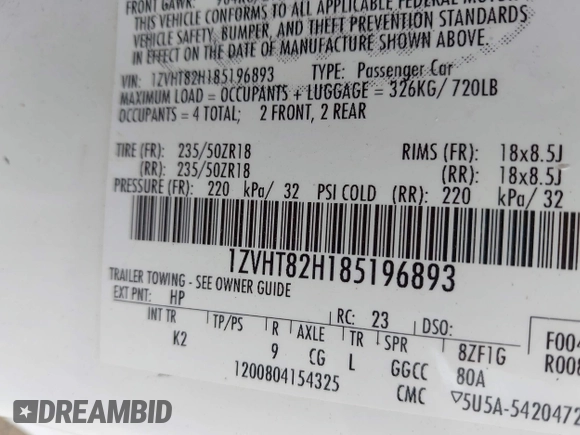 FRONT GAWR:
THIS VEHICLE CONFORMS TO ALL APPLICABLE FEDERAL MOTOR
VEHICLE SAFETY, BUMPER, AND THEFT PREVENTION STANDARDS
IN EFFECT ON THE DATE OF MANUFACTURE SHOWN ABOVE.
VIN: 1ZVHT82H185196893 TYPE: Passenger Car
MAXIMUM LOAD = OCCUPANTS + LUGGAGE = 326KG/ 720LB
OCCUPANTS = 4 TOTAL; 2 FRONT, 2 REAR
TIRE (FR): 235/50ZR18 RIMS (FR): 18x8.5J
(RR): 235/50ZR18 (RR): 18x8.5J
PRESSURE (FR): 220 kPa/ 32 PSI COLD (RR): 220 kPa/ 32
1ZVHT82H185196893
TRAILER TOWING - SEE OWNER GUIDE
EXT PNT: HP RC: 23 DSO:
INT TR TP/PS R AXLE TR SPR 8ZF1G F004
K2 9 CG L GGCC 80A R008
1200804154325 CMC ▽5U5A-5420472
DREAMBID
DREAMBID